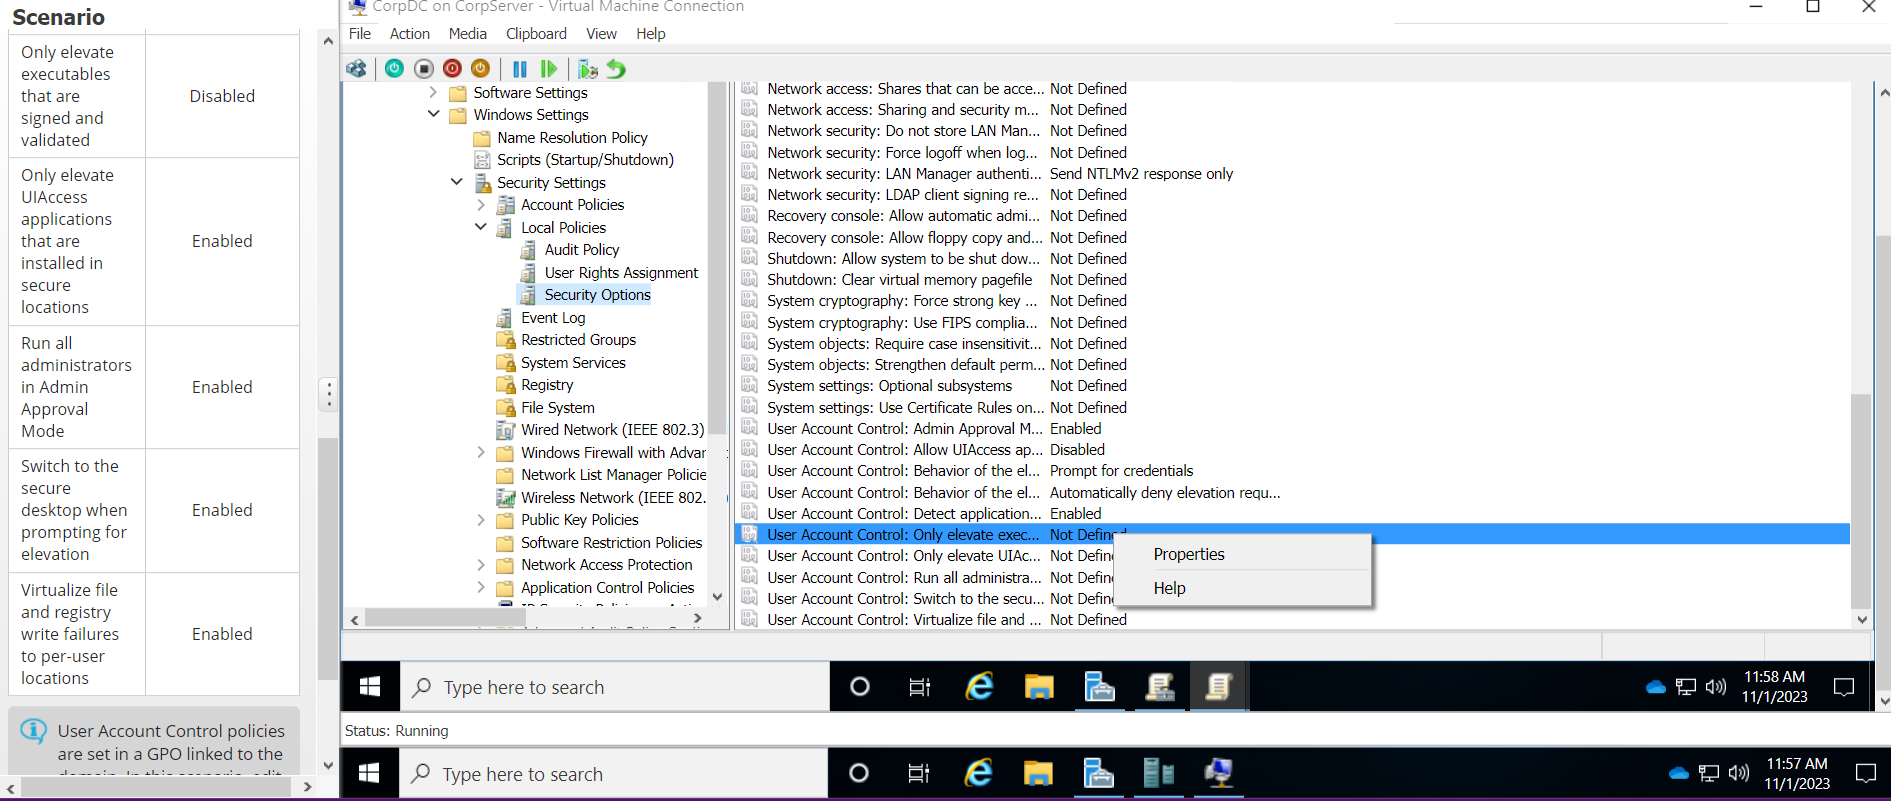 Scenario
Only elevate
executables
that are
signed and
validated
Disabled
Only elevate
UIAccess
applications
that are
installed in
secure
locations
Enabled
Run all
administrators
in Admin
Approval
Mode
Enabled
Switch to the
secure
desktop when
prompting for
elevation
Enabled
Virtualize file
and registry
write failures
to per-user
locations
Enabled
User Account Control policies
are set in a GPO linked to the
domain. In this scenario, edit
CorpDC on CorpServer - Virtual Machine Connection
File Action Media Clipboard View Help
Software Settings
Windows Settings
Name Resolution Policy
Scripts (Startup/Shutdown)
Security Settings
Account Policies
Local Policies
Audit Policy
User Rights Assignment
Security Options
Event Log
Restricted Groups
System Services
Registry
File System
Wired Network (IEEE 802.3)
Windows Firewall with Advan
Network List Manager Policie
Wireless Network (IEEE 802.
Public Key Policies
Software Restriction Policies
Network Access Protection
Application Control Policies
Network access: Shares that can be acce... Not Defined
Network access: Sharing and security m... Not Defined
Network security: Do not store LAN Man... Not Defined
Network security: Force logoff when log... Not Defined
Network security: LAN Manager authenti... Send NTLMv2 response only
Network security: LDAP client signing re... Not Defined
Recovery console: Allow automatic admi... Not Defined
Recovery console: Allow floppy copy and... Not Defined
Shutdown: Allow system to be shut dow... Not Defined
Shutdown: Clear virtual memory pagefile Not Defined
System cryptography: Force strong key ... Not Defined
System cryptography: Use FIPS complia... Not Defined
System objects: Require case insensitivit... Not Defined
System objects: Strengthen default perm... Not Defined
System settings: Optional subsystems Not Defined
System settings: Use Certificate Rules on... Not Defined
User Account Control: Admin Approval M... Enabled
User Account Control: Allow UIAccess ap... Disabled
User Account Control: Behavior of the el... Prompt for credentials
User Account Control: Behavior of the el... Automatically deny elevation requ...
User Account Control: Detect application... Enabled
User Account Control: Only elevate exec... Not Define
User Account Control: Only elevate UIAc... Not Defi
User Account Control: Run all administra... Not Defi
User Account Control: Switch to the secu... Not Defi
User Account Control: Virtualize file and ... Not Defined
Properties
Help
Type here to search
11:58 AM
11/1/2023
Status: Running
Type here to search
11:57 AM
11/1/2023